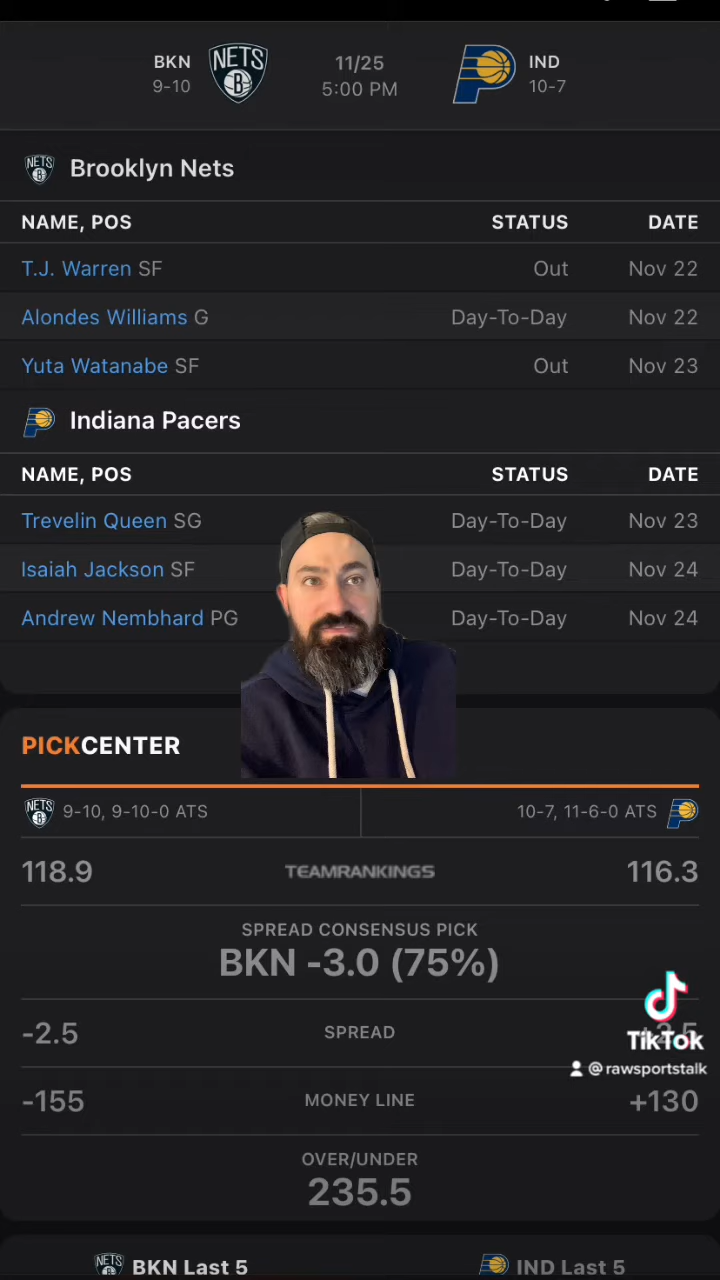 BKN
9-10
NETS
B
11/25
5:00 PM
IND
10-7
NETS
Brooklyn Nets
NAME, POS STATUS DATE
T.J. Warren SF Out Nov 22
Alondes Williams G Day-To-Day Nov 22
Yuta Watanabe SF Out Nov 23
Indiana Pacers
NAME, POS STATUS DATE
Trevelin Queen SG Day-To-Day Nov 23
Isaiah Jackson SF Day-To-Day Nov 24
Andrew Nembhard PG Day-To-Day Nov 24
PICKCENTER
NETS 9-10, 9-10-0 ATS 10-7, 11-6-0 ATS
118.9 TEAMRANKINGS 116.3
SPREAD CONSENSUS PICK
BKN -3.0 (75%)
-2.5 SPREAD
TikTok
@rawsportstalk
-155 MONEY LINE +130
OVER/UNDER
235.5
NETS BKN Last 5 IND Last 5